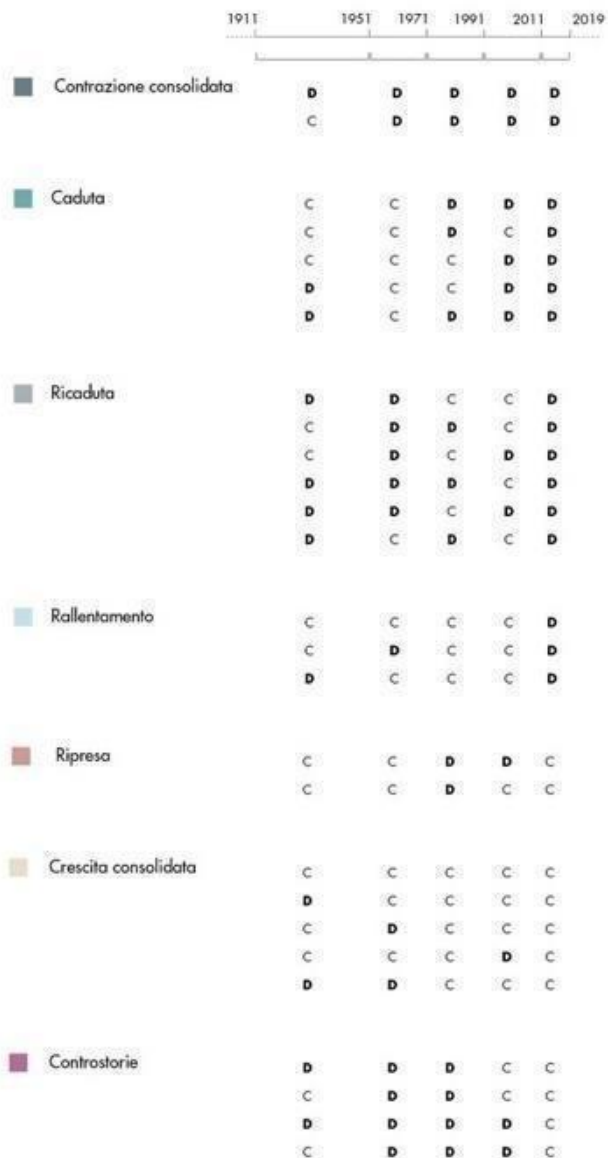 1911 1951 1971 1991 2011 2019
Contrazione consolidata
D D D D D
C D D D D
Caduta
C C D D D
C C D C D
C C C D D
D C C D D
D C D D D
Ricaduta
D D C C D
C D D C D
C D C D D
D D D C D
D D C D D
D C D C D
Rallentamento
C C C C D
C D C C D
D C C C D
Ripresa
C C D D C
C C D C C
Crescita consolidata
C C C C C
D C C C C
C D C C C
C C C D C
D D C C C
Controstorie
D D D C C
C D D C C
D D D D C
C D D D C